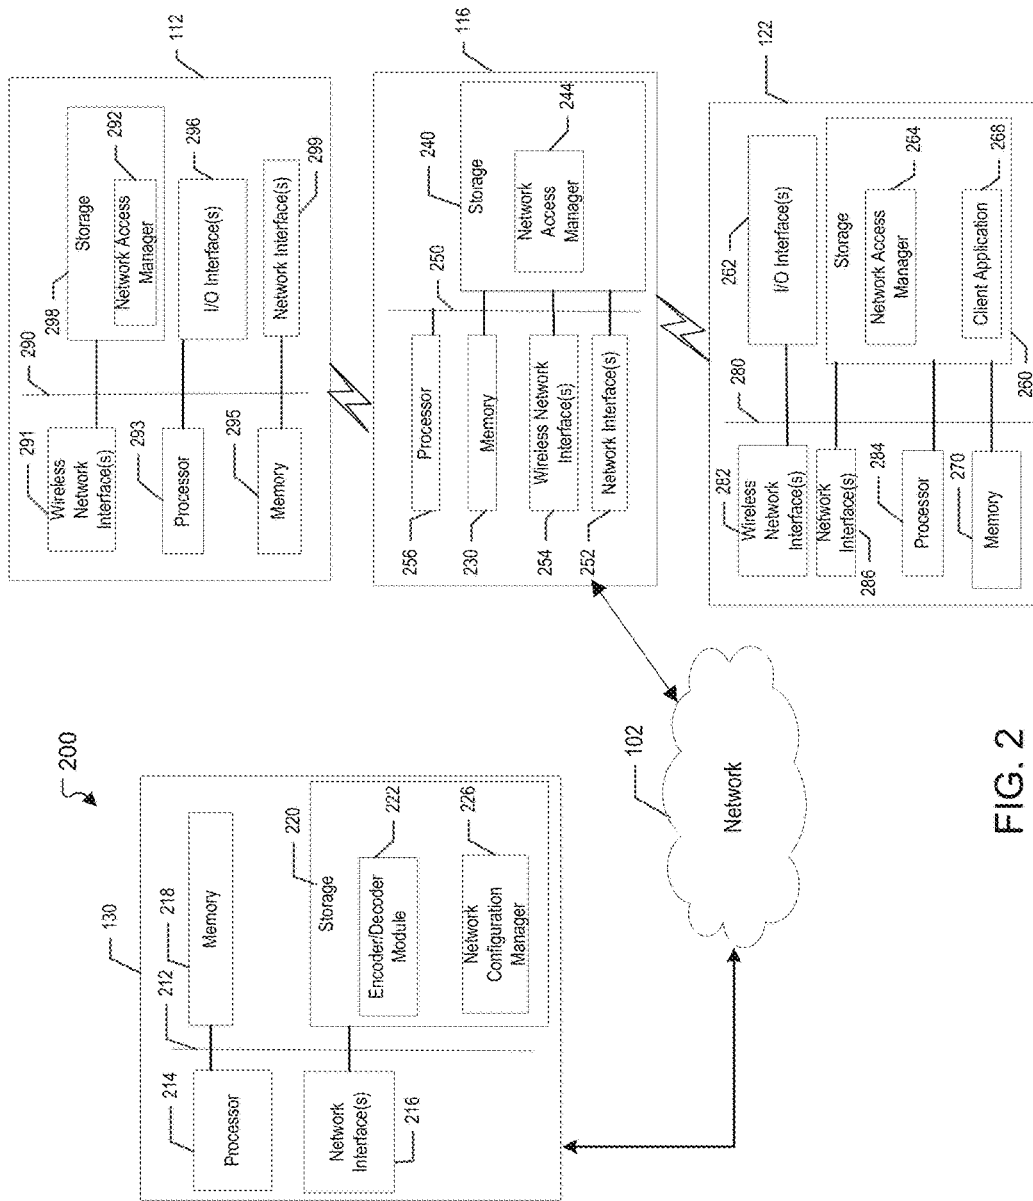 200
130
214
Processor
212
218
Memory
Network
Interface(s)
216
220
Storage
222
Encoder/Decoder
Module
226
Network
Configuration
Manager
102
Network
112
290
291
Wireless
Network
Interface(s)
298
Storage
292
Network Access
Manager
293
Processor
296
I/O Interface(s)
295
Memory
299
Network Interface(s)
116
256
Processor
250
240
Storage
244
Network
Access
Manager
230
Memory
254
Wireless Network
Interface(s)
252
Network Interface(s)
122
280
282
Wireless
Network
Interface(s)
262
I/O Interface(s)
286
Network
Interface(s)
Storage
264
Network Access
Manager
284
Processor
268
Client Application
270
Memory
260
FIG. 2